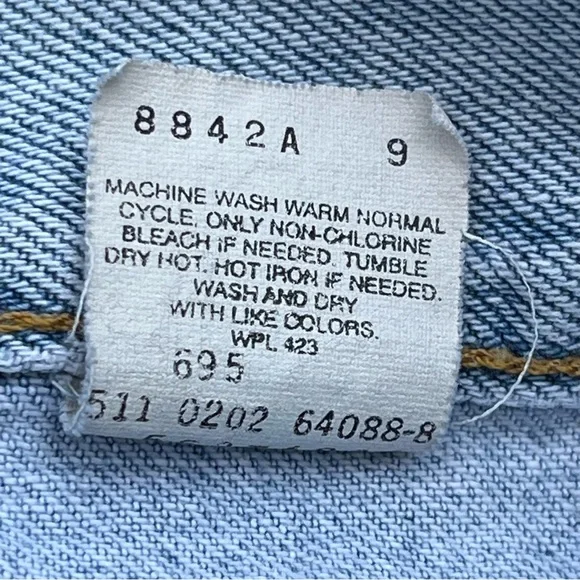 8842A 9
MACHINE WASH WARM NORMAL
CYCLE, ONLY NON-CHLORINE
BLEACH IF NEEDED. TUMBLE
DRY HOT. HOT IRON IF NEEDED.
WASH AND DRY
WITH LIKE COLORS.
WPL 423
695
511 0202 64088-8